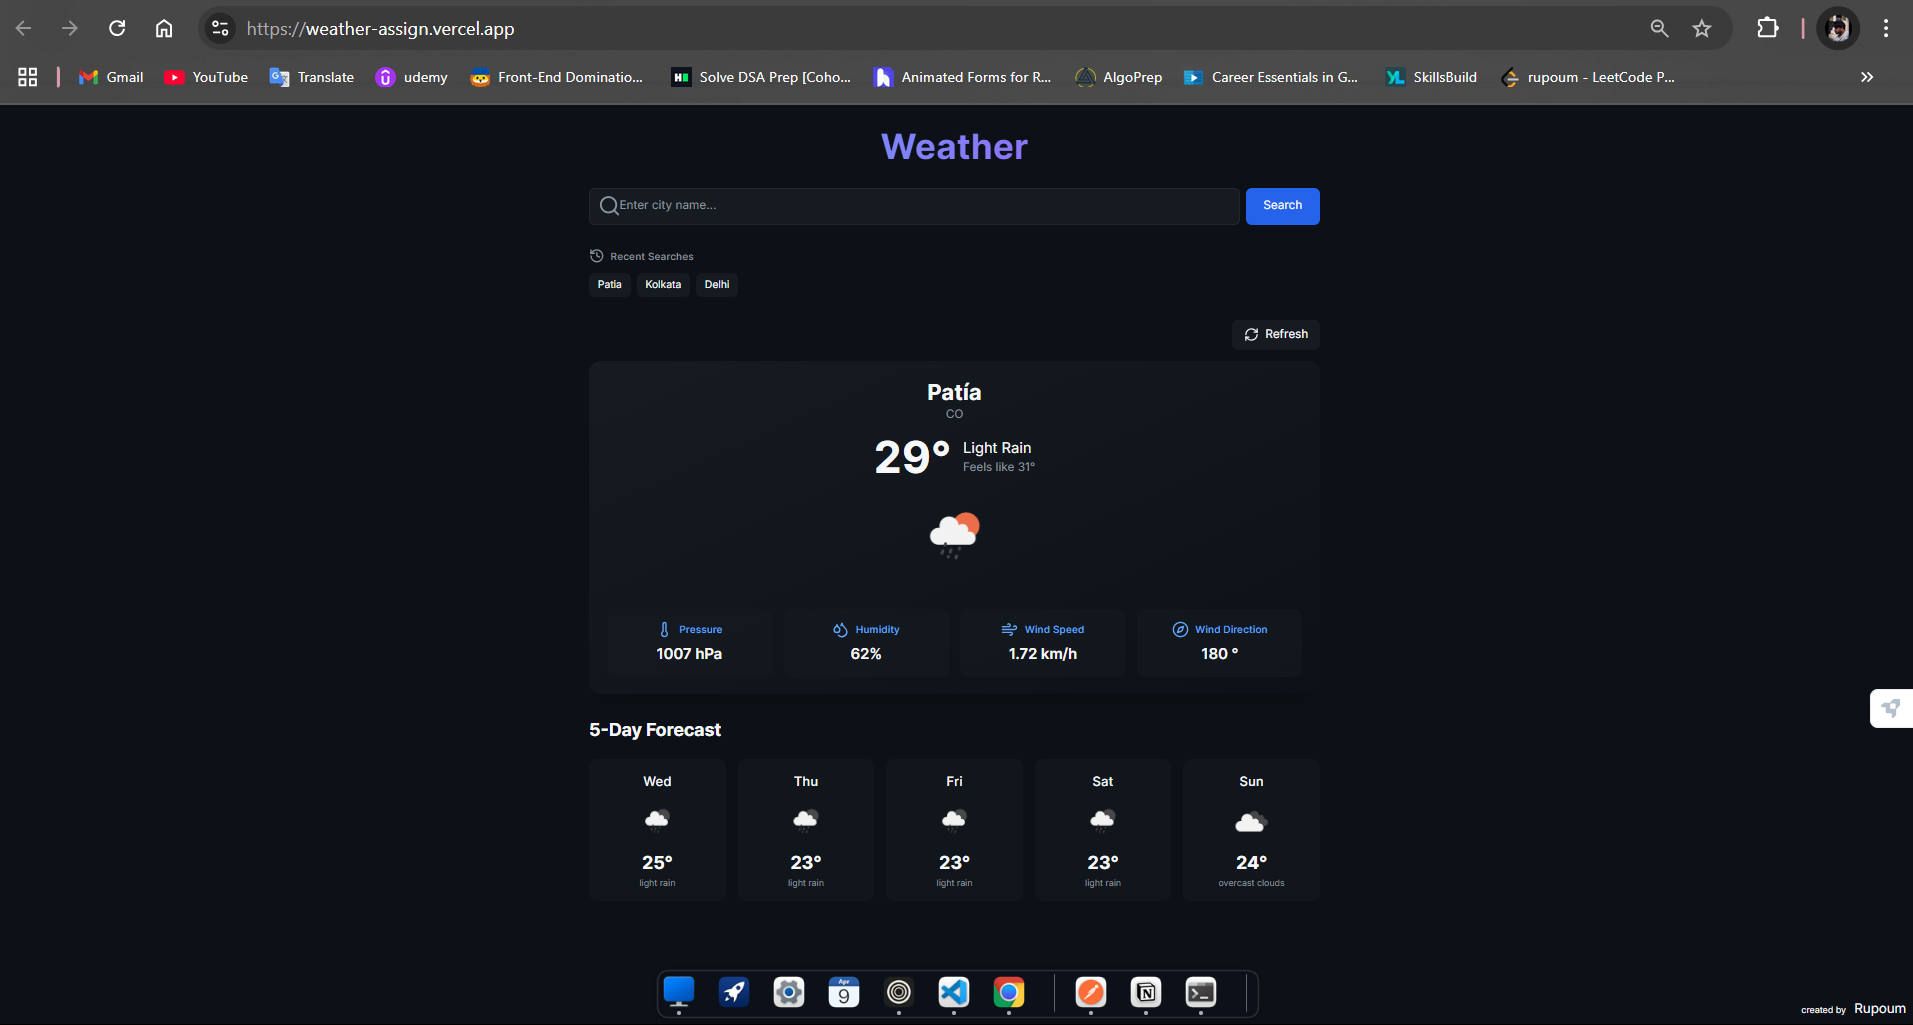 https://weather-assign.vercel.app
Gmail YouTube Translate udemy Front-End Dominatio... Solve DSA Prep [Coho... Animated Forms for R... AlgoPrep Career Essentials in G... SkillsBuild rupoum - LeetCode P...
Weather
Enter city name... Search
Recent Searches
Patia Kolkata Delhi
Refresh
Patía
CO
29° Light Rain
Feels like 31°
Pressure Humidity Wind Speed Wind Direction
1007 hPa 62% 1.72 km/h 180 °
5-Day Forecast
Wed Thu Fri Sat Sun
25° 23° 23° 23° 24°
light rain light rain light rain light rain overcast clouds
Apr
9
created by Rupoum